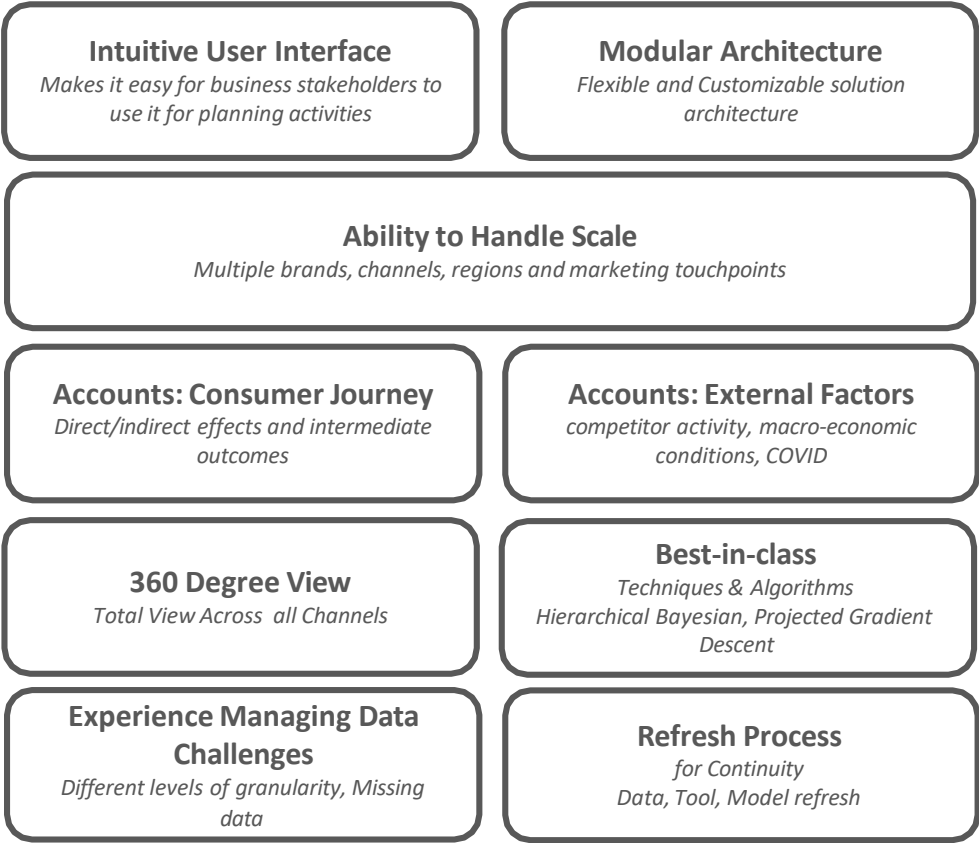 Intuitive User Interface
Makes it easy for business stakeholders to
use it for planning activities
Modular Architecture
Flexible and Customizable solution
architecture
Ability to Handle Scale
Multiple brands, channels, regions and marketing touchpoints
Accounts: Consumer Journey
Direct/indirect effects and intermediate
outcomes
Accounts: External Factors
competitor activity, macro-economic
conditions, COVID
360 Degree View
Total View Across all Channels
Best-in-class
Techniques & Algorithms
Hierarchical Bayesian, Projected Gradient
Descent
Experience Managing Data
Challenges
Different levels of granularity, Missing
data
Refresh Process
for Continuity
Data, Tool, Model refresh